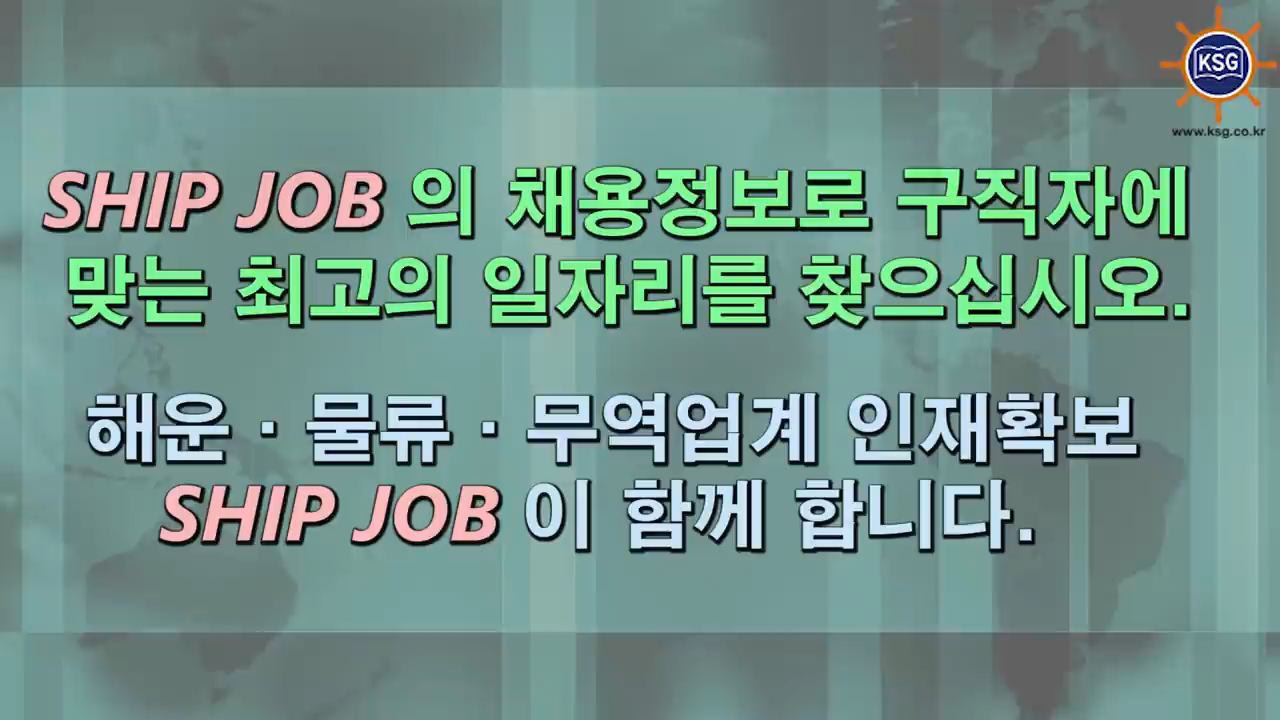 KSG
www.ksg.co.kr
SHIP JOB 의 채용정보로 구직자에
맞는 최고의 일자리를 찾으십시오.
해운 · 물류 · 무역업계 인재확보
SHIP JOB 이 함께 합니다.